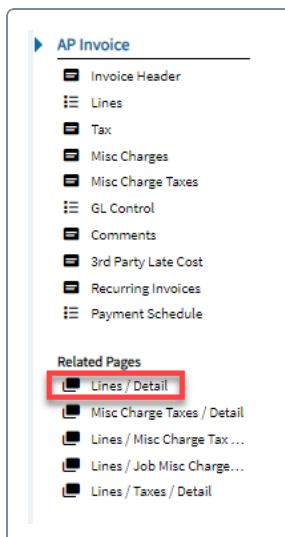 AP Invoice
Invoice Header
Lines
Tax
Misc Charges
Misc Charge Taxes
GL Control
Comments
3rd Party Late Cost
Recurring Invoices
Payment Schedule
Related Pages
Lines / Detail
Misc Charge Taxes / Detail
Lines / Misc Charge Tax ...
Lines / Job Misc Charge...
Lines / Taxes / Detail